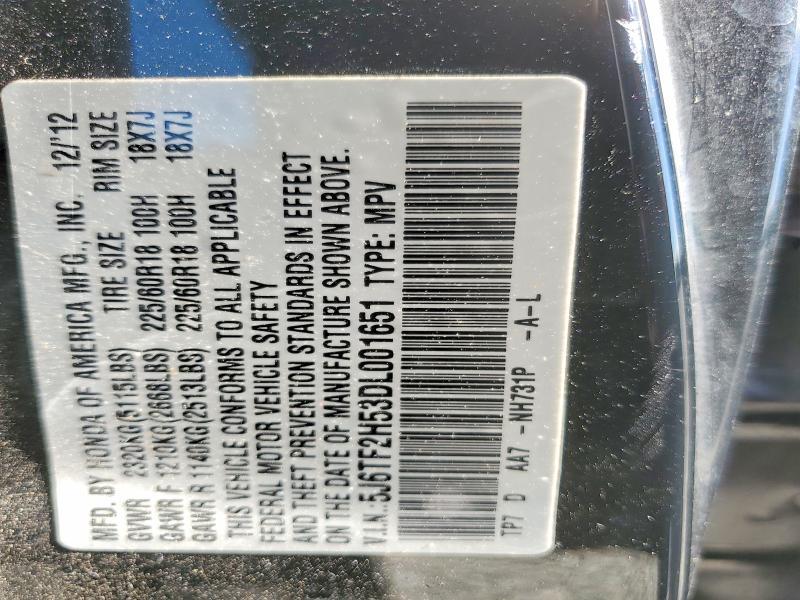 MFD. BY HONDA OF AMERICA MFG., INC. 12/'12
TIRE SIZE RIM SIZE
GVWR 2320KG(5115LBS)
GAWR F 1210KG(2668LBS) 225/60R18 100H 18X7J
GAWR R 1140KG(2513LBS) 225/60R18 100H 18X7J
THIS VEHICLE CONFORMS TO ALL APPLICABLE
FEDERAL MOTOR VEHICLE SAFETY
AND THEFT PREVENTION STANDARDS IN EFFECT
ON THE DATE OF MANUFACTURE SHOWN ABOVE.
V.I.N.:5J6TF2H53DL001651 TYPE: MPV
TP7 D AA7 -NH731P -A-L